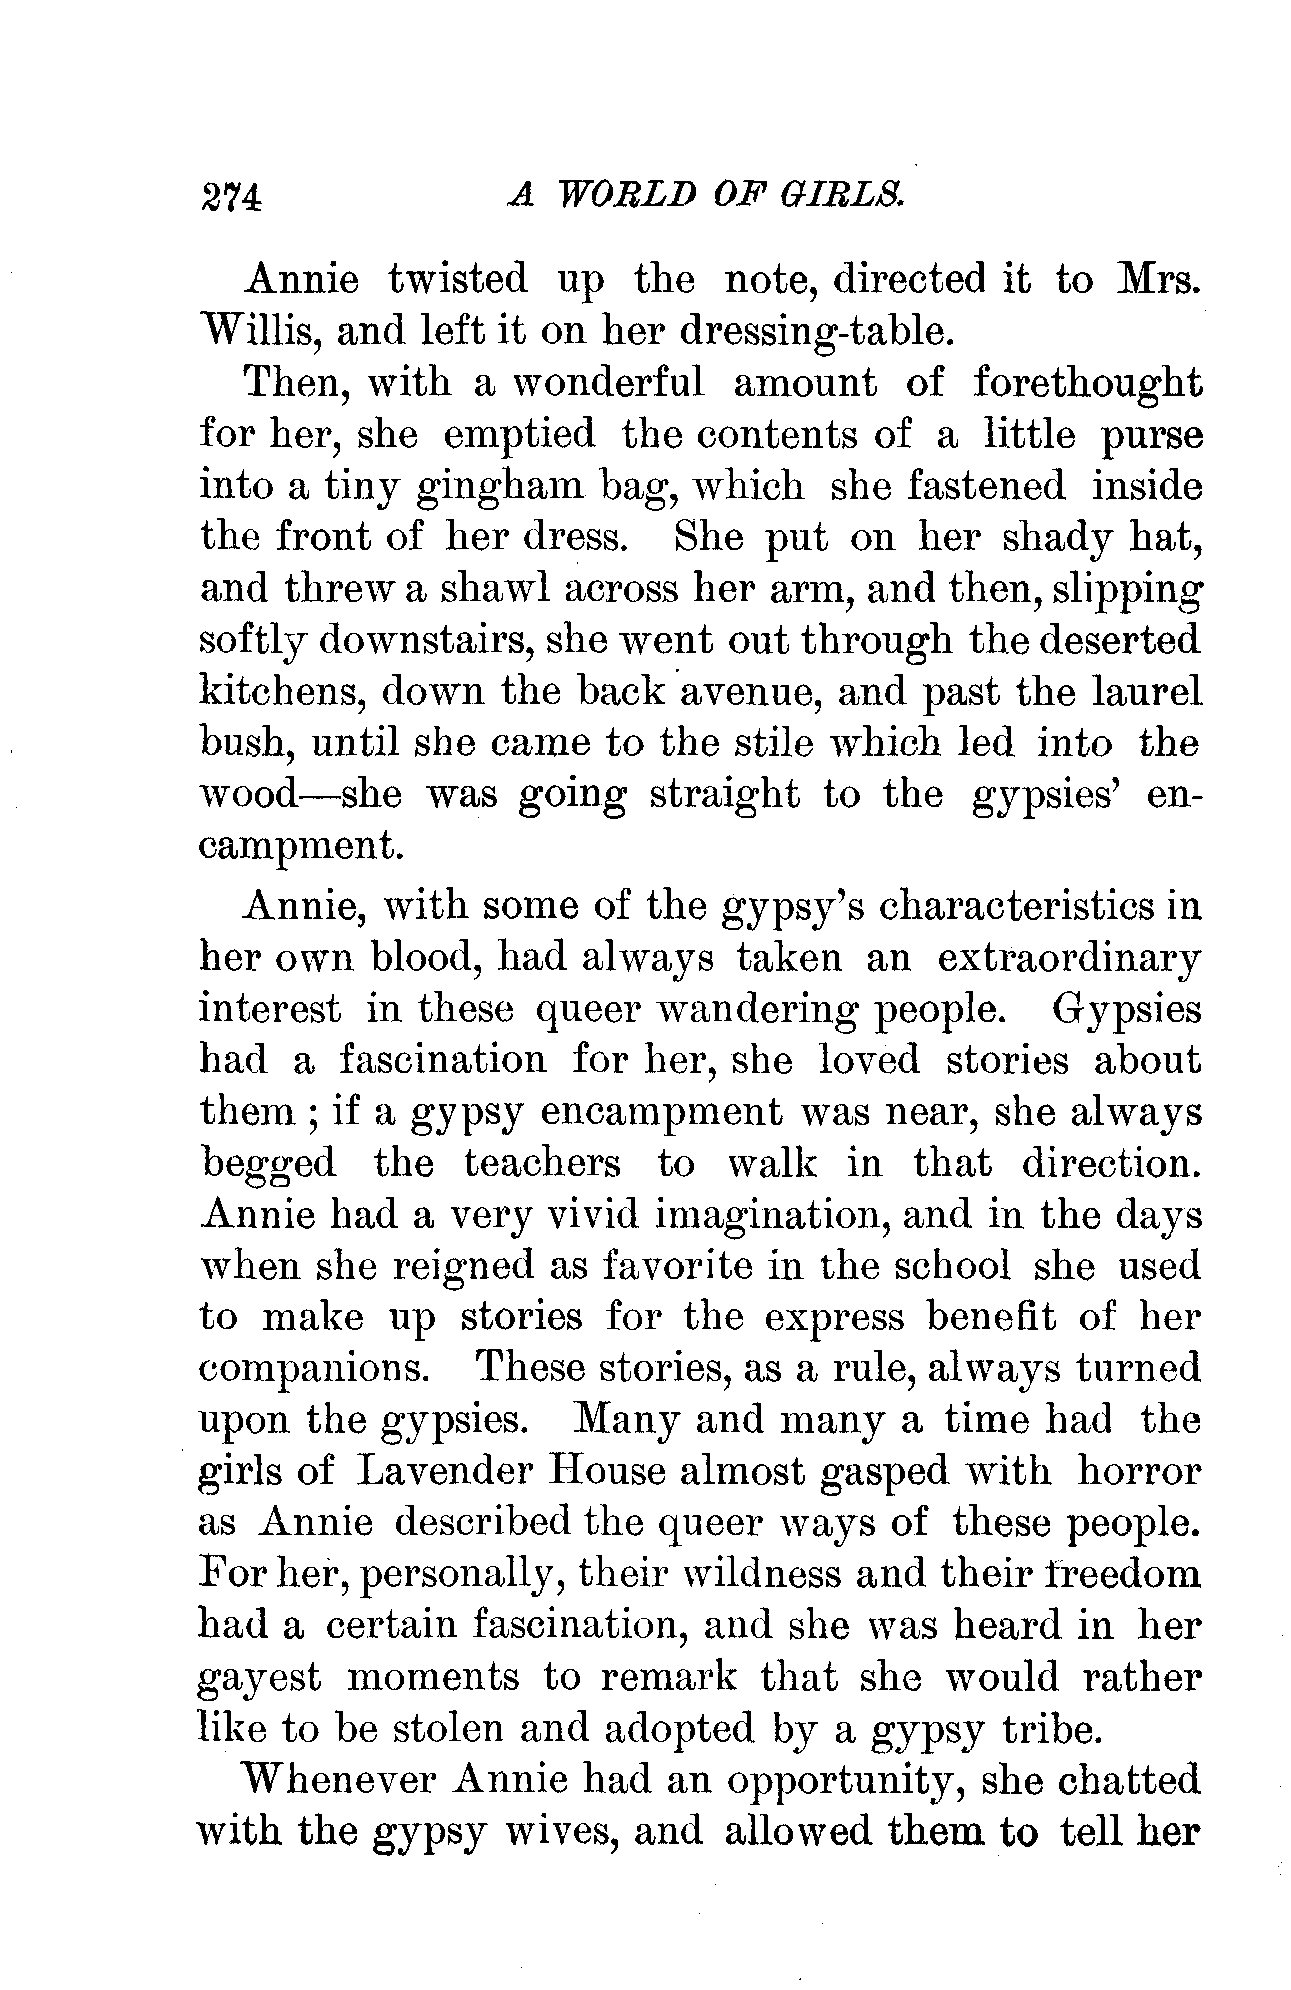 274 A WORLD OF GIRLS.
Annie twisted up the note, directed it to Mrs.
Willis, and left it on her dressing-table.
Then, with a wonderful amount of forethought
for her, she emptied the contents of a little purse
into a tiny gingham bag, which she fastened inside
the front of her dress. She put on her shady hat,
and threw a shawl across her arm, and then, slipping
softly downstairs, she went out through the deserted
kitchens, down the back avenue, and past the laurel
bush, until she came to the stile which led into the
wood—she was going straight to the gypsies’ en-
campment.
Annie, with some of the gypsy’s characteristics in
her own blood, had always taken an extraordinary
interest in these queer wandering people. Gypsies
had a fascination for her, she loved stories about
them ; if a gypsy encampment was near, she always
begged the teachers to walk in that direction.
Annie had a very vivid imagination, and in the days
when she reigned as favorite in the school she used
to make up stories for the express benefit of her
companions. These stories, as a rule, always turned
upon the gypsies. Many and many a time had the
girls of Lavender House almost gasped with horror
as Annie described the queer ways of these people.
For her, personally, their wildness and their freedom
had a certain fascination, and she was heard in her
gayest moments to remark that she would rather
like to be stolen and adopted by a gypsy tribe.
Whenever Annie had an opportunity, she chatted
with the gypsy wives, and allowed them to tell her